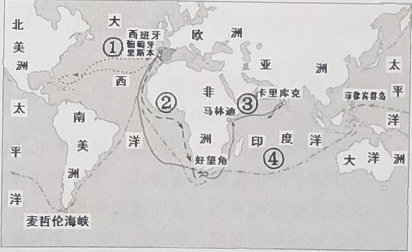 北美洲
大西洋
①
西班牙
葡萄牙
里斯本
欧洲
亚洲
太平洋
②
非洲
马林迪
③
卡里库克
菲律宾群岛
太平洋
南美洲
印度洋
好望角
④
大洋洲
麦哲伦海峡